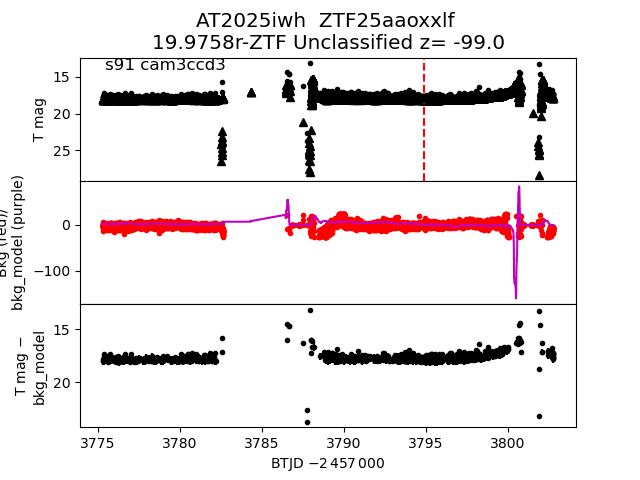 AT2025iwh  ZTF25aaoxxlf
19.9758r-ZTF Unclassified z= -99.0
s91 cam3ccd3
T mag
15
20
25
Bkg (red)/
bkg_model (purple)
0
−100
T mag −
bkg_model
15
20
3775 3780 3785 3790 3795 3800
BTJD −2 457 000